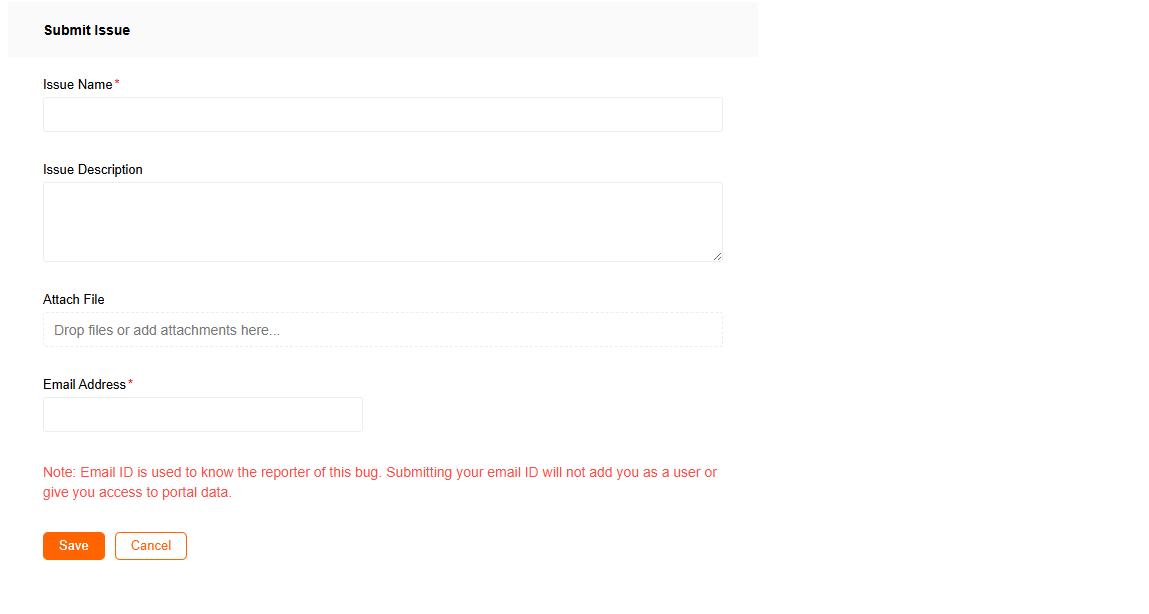 Submit Issue
Issue Name*
Issue Description
Attach File
Drop files or add attachments here...
Email Address*
Note: Email ID is used to know the reporter of this bug. Submitting your email ID will not add you as a user or
give you access to portal data.
Save Cancel